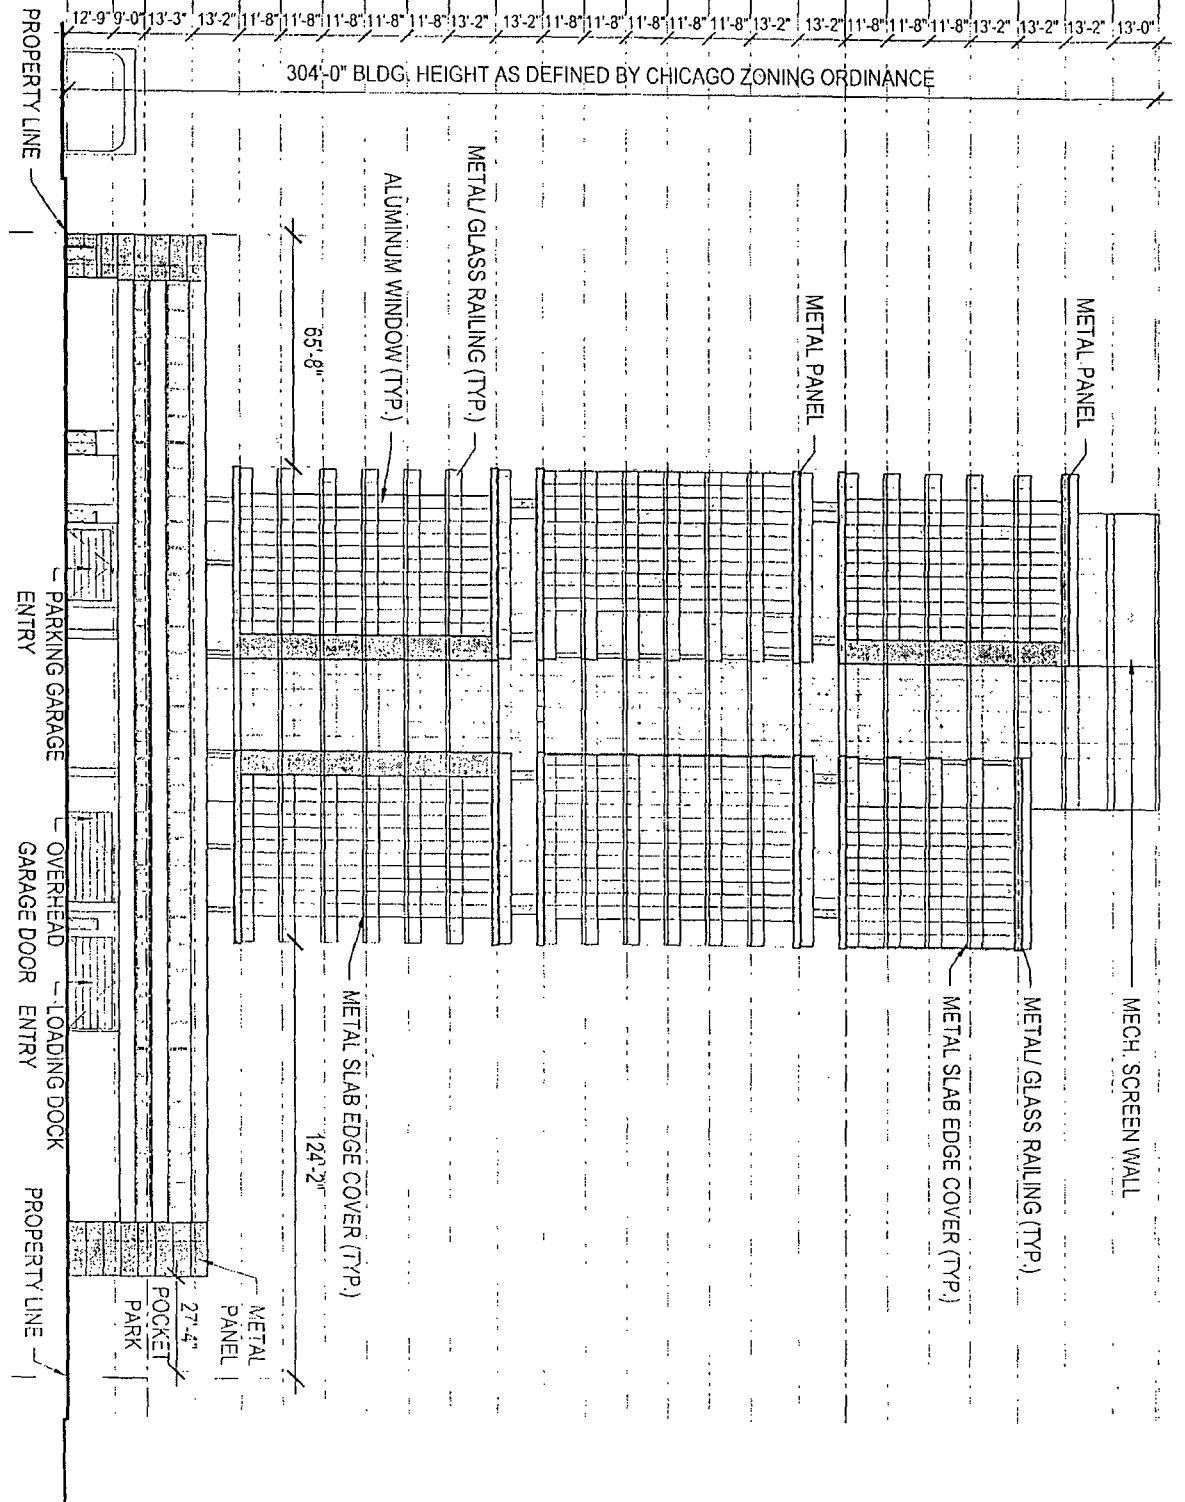 12'-9" 9'-0" 13'-3" 13'-2" 11'-8" 11'-8" 11'-8" 11'-8" 11'-8" 13'-2" 13'-2" 11'-8" 11'-8" 11'-8" 11'-8" 11'-8" 13'-2" 13'-2" 11'-8" 11'-8" 11'-8" 13'-2" 13'-2" 13'-2" 13'-0"
304'-0" BLDG. HEIGHT AS DEFINED BY CHICAGO ZONING ORDINANCE
METAL PANEL
MECH. SCREEN WALL
METAL/ GLASS RAILING (TYP.)
METAL SLAB EDGE COVER (TYP.)
METAL PANEL
METAL/ GLASS RAILING (TYP.)
ALUMINUM WINDOW (TYP.)
METAL SLAB EDGE COVER (TYP.)
65'-8"
124'-2"
METAL
PANEL
27'-4"
POCKET
PARK
PROPERTY LINE
PARKING GARAGE
ENTRY
OVERHEAD
GARAGE DOOR
LOADING DOCK
ENTRY
PROPERTY LINE